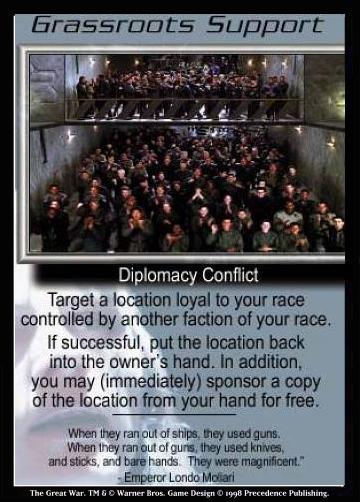 Grassroots Support
Diplomacy Conflict
Target a location loyal to your race
controlled by another faction of your race.
If successful, put the location back
into the owner's hand. In addition,
you may (immediately) sponsor a copy
of the location from your hand for free.
When they ran out of ships, they used guns.
When they ran out of guns, they used knives,
and sticks, and bare hands. They were magnificent."
- Emperor Londo Mollari
The Great War. TM & © Warner Bros. Game Design © 1998 Precedence Publishing.